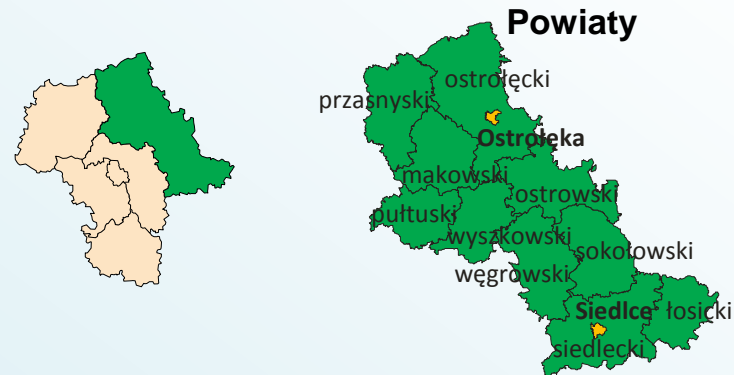 Powiaty
ostrołęcki
przasnyski
Ostrołęka
makowski
ostrowski
pułtuski
wyszkowski
sokołowski
węgrowski
Siedlce łosicki
siedlecki